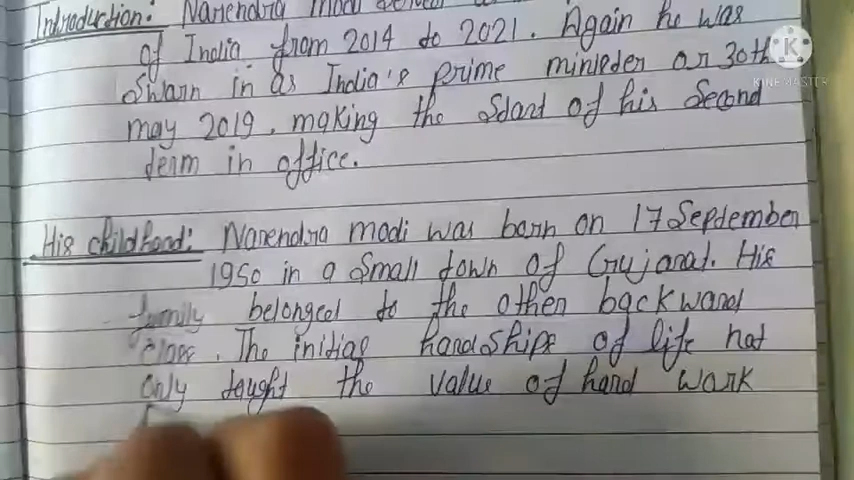 Introduction: Narendra modi
of India from 2014 to 2021. Again he was
Swarn in as India's prime minister on 30th
may 2019, making the Start of his Second
term in office.
His childhood: Narendra modi was born on 17 September
1950 in a Small town of Gujarat. His
family belonged to the other backward
class. The initial hardships of life not
only taught the value of hard work
KINEMASTER